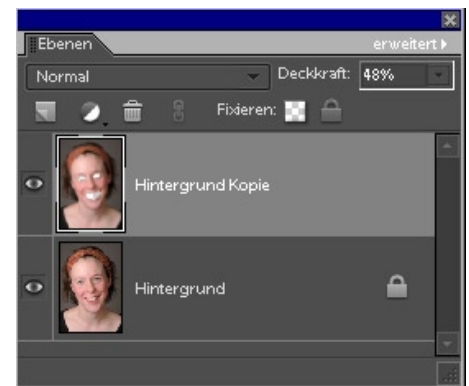 Ebenen erweitert
Normal Deckkraft: 48%
Fixieren:
Hintergrund Kopie
Hintergrund